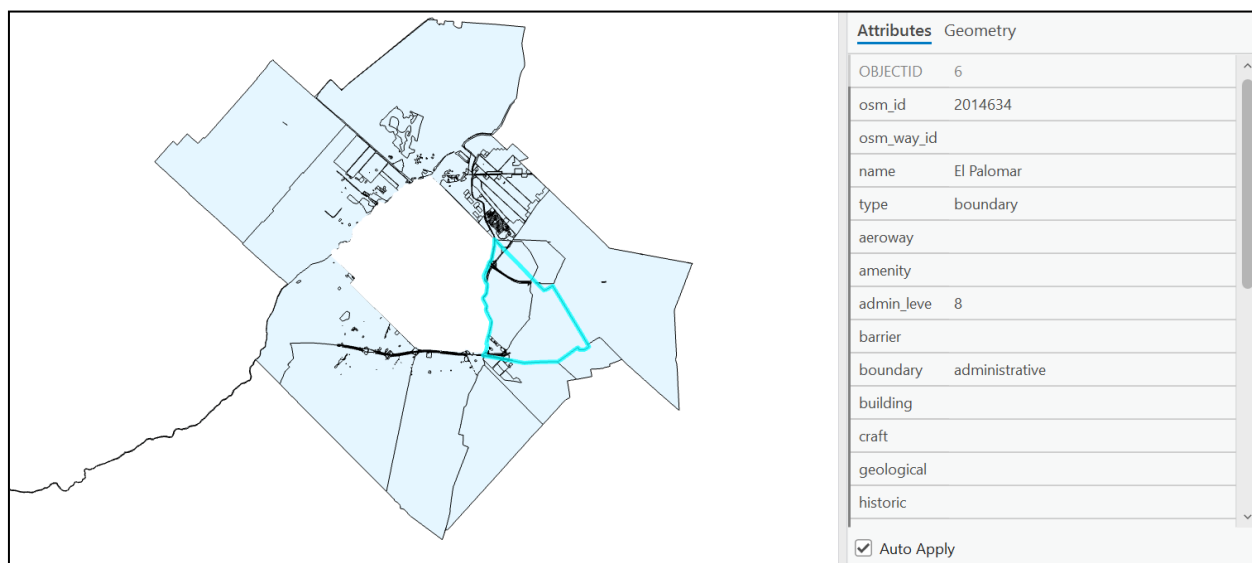 Attributes Geometry
OBJECTID 6
osm_id 2014634
osm_way_id
name El Palomar
type boundary
aeroway
amenity
admin_leve 8
barrier
boundary administrative
building
craft
geological
historic
Auto Apply